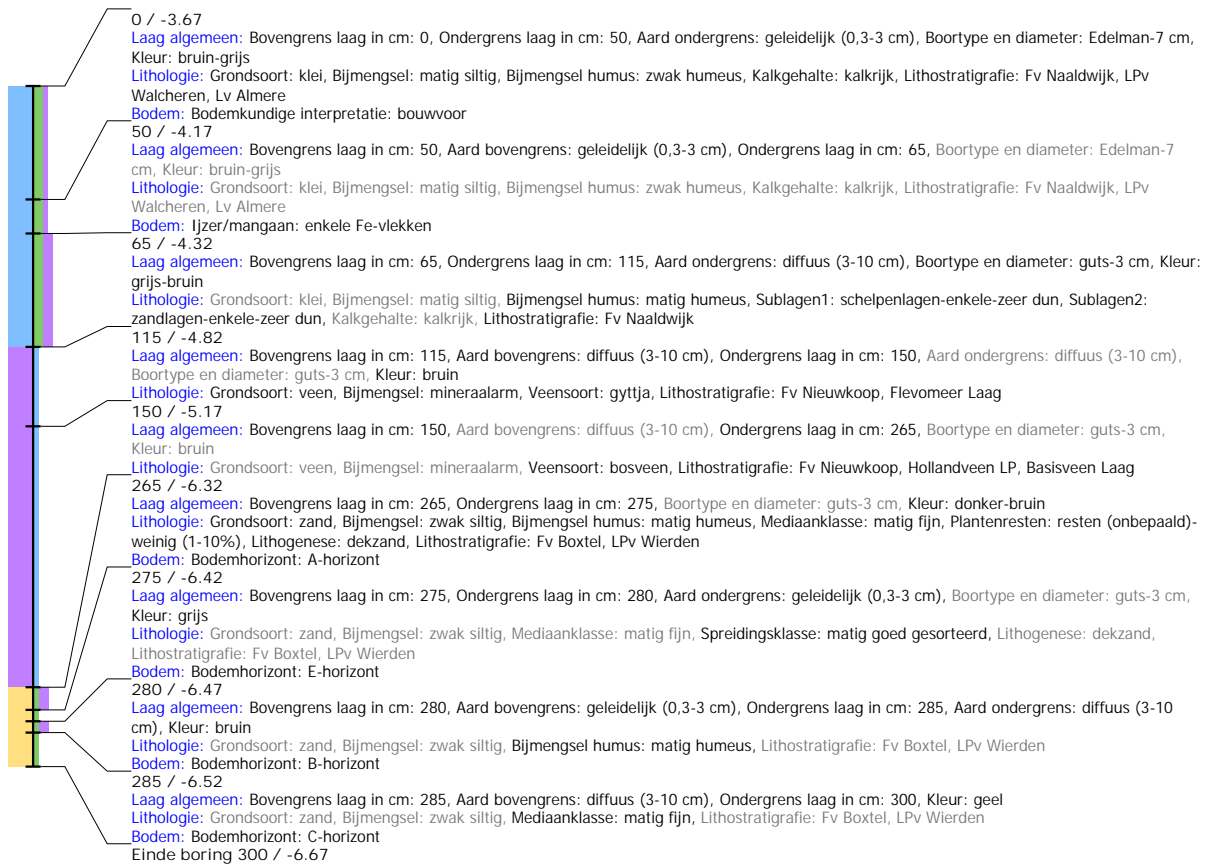 0 / -3.67
Laag algemeen: Bovengrens laag in cm: 0, Ondergrens laag in cm: 50, Aard ondergrens: geleidelijk (0,3-3 cm), Boortype en diameter: Edelman-7 cm,
Kleur: bruin-grijs
Lithologie: Grondsoort: klei, Bijmengsel: matig siltig, Bijmengsel humus: zwak humeus, Kalkgehalte: kalkrijk, Lithostratigrafie: Fv Naaldwijk, LPv
Walcheren, Lv Almere
Bodem: Bodemkundige interpretatie: bouwvoor
50 / -4.17
Laag algemeen: Bovengrens laag in cm: 50, Aard bovengrens: geleidelijk (0,3-3 cm), Ondergrens laag in cm: 65, Boortype en diameter: Edelman-7
cm, Kleur: bruin-grijs
Lithologie: Grondsoort: klei, Bijmengsel: matig siltig, Bijmengsel humus: zwak humeus, Kalkgehalte: kalkrijk, Lithostratigrafie: Fv Naaldwijk, LPv
Walcheren, Lv Almere
Bodem: Ijzer/mangaan: enkele Fe-vlekken
65 / -4.32
Laag algemeen: Bovengrens laag in cm: 65, Ondergrens laag in cm: 115, Aard ondergrens: diffuus (3-10 cm), Boortype en diameter: guts-3 cm, Kleur:
grijs-bruin
Lithologie: Grondsoort: klei, Bijmengsel: matig siltig, Bijmengsel humus: matig humeus, Sublagen1: schelpenlagen-enkele-zeer dun, Sublagen2:
zandlagen-enkele-zeer dun, Kalkgehalte: kalkrijk, Lithostratigrafie: Fv Naaldwijk
115 / -4.82
Laag algemeen: Bovengrens laag in cm: 115, Aard bovengrens: diffuus (3-10 cm), Ondergrens laag in cm: 150, Aard ondergrens: diffuus (3-10 cm),
Boortype en diameter: guts-3 cm, Kleur: bruin
Lithologie: Grondsoort: veen, Bijmengsel: mineraalarm, Veensoort: gyttja, Lithostratigrafie: Fv Nieuwkoop, Flevomeer Laag
150 / -5.17
Laag algemeen: Bovengrens laag in cm: 150, Aard bovengrens: diffuus (3-10 cm), Ondergrens laag in cm: 265, Boortype en diameter: guts-3 cm,
Kleur: bruin
Lithologie: Grondsoort: veen, Bijmengsel: mineraalarm, Veensoort: bosveen, Lithostratigrafie: Fv Nieuwkoop, Hollandveen LP, Basisveen Laag
265 / -6.32
Laag algemeen: Bovengrens laag in cm: 265, Ondergrens laag in cm: 275, Boortype en diameter: guts-3 cm, Kleur: donker-bruin
Lithologie: Grondsoort: zand, Bijmengsel: zwak siltig, Bijmengsel humus: matig humeus, Mediaanklasse: matig fijn, Plantenresten: resten (onbepaald)-
weinig (1-10%), Lithogenese: dekzand, Lithostratigrafie: Fv Boxtel, LPv Wierden
Bodem: Bodemhorizont: A-horizont
275 / -6.42
Laag algemeen: Bovengrens laag in cm: 275, Ondergrens laag in cm: 280, Aard ondergrens: geleidelijk (0,3-3 cm), Boortype en diameter: guts-3 cm,
Kleur: grijs
Lithologie: Grondsoort: zand, Bijmengsel: zwak siltig, Mediaanklasse: matig fijn, Spreidingsklasse: matig goed gesorteerd, Lithogenese: dekzand,
Lithostratigrafie: Fv Boxtel, LPv Wierden
Bodem: Bodemhorizont: E-horizont
280 / -6.47
Laag algemeen: Bovengrens laag in cm: 280, Aard bovengrens: geleidelijk (0,3-3 cm), Ondergrens laag in cm: 285, Aard ondergrens: diffuus (3-10
cm), Kleur: bruin
Lithologie: Grondsoort: zand, Bijmengsel: zwak siltig, Bijmengsel humus: matig humeus, Lithostratigrafie: Fv Boxtel, LPv Wierden
Bodem: Bodemhorizont: B-horizont
285 / -6.52
Laag algemeen: Bovengrens laag in cm: 285, Aard bovengrens: diffuus (3-10 cm), Ondergrens laag in cm: 300, Kleur: geel
Lithologie: Grondsoort: zand, Bijmengsel: zwak siltig, Mediaanklasse: matig fijn, Lithostratigrafie: Fv Boxtel, LPv Wierden
Bodem: Bodemhorizont: C-horizont
Einde boring 300 / -6.67